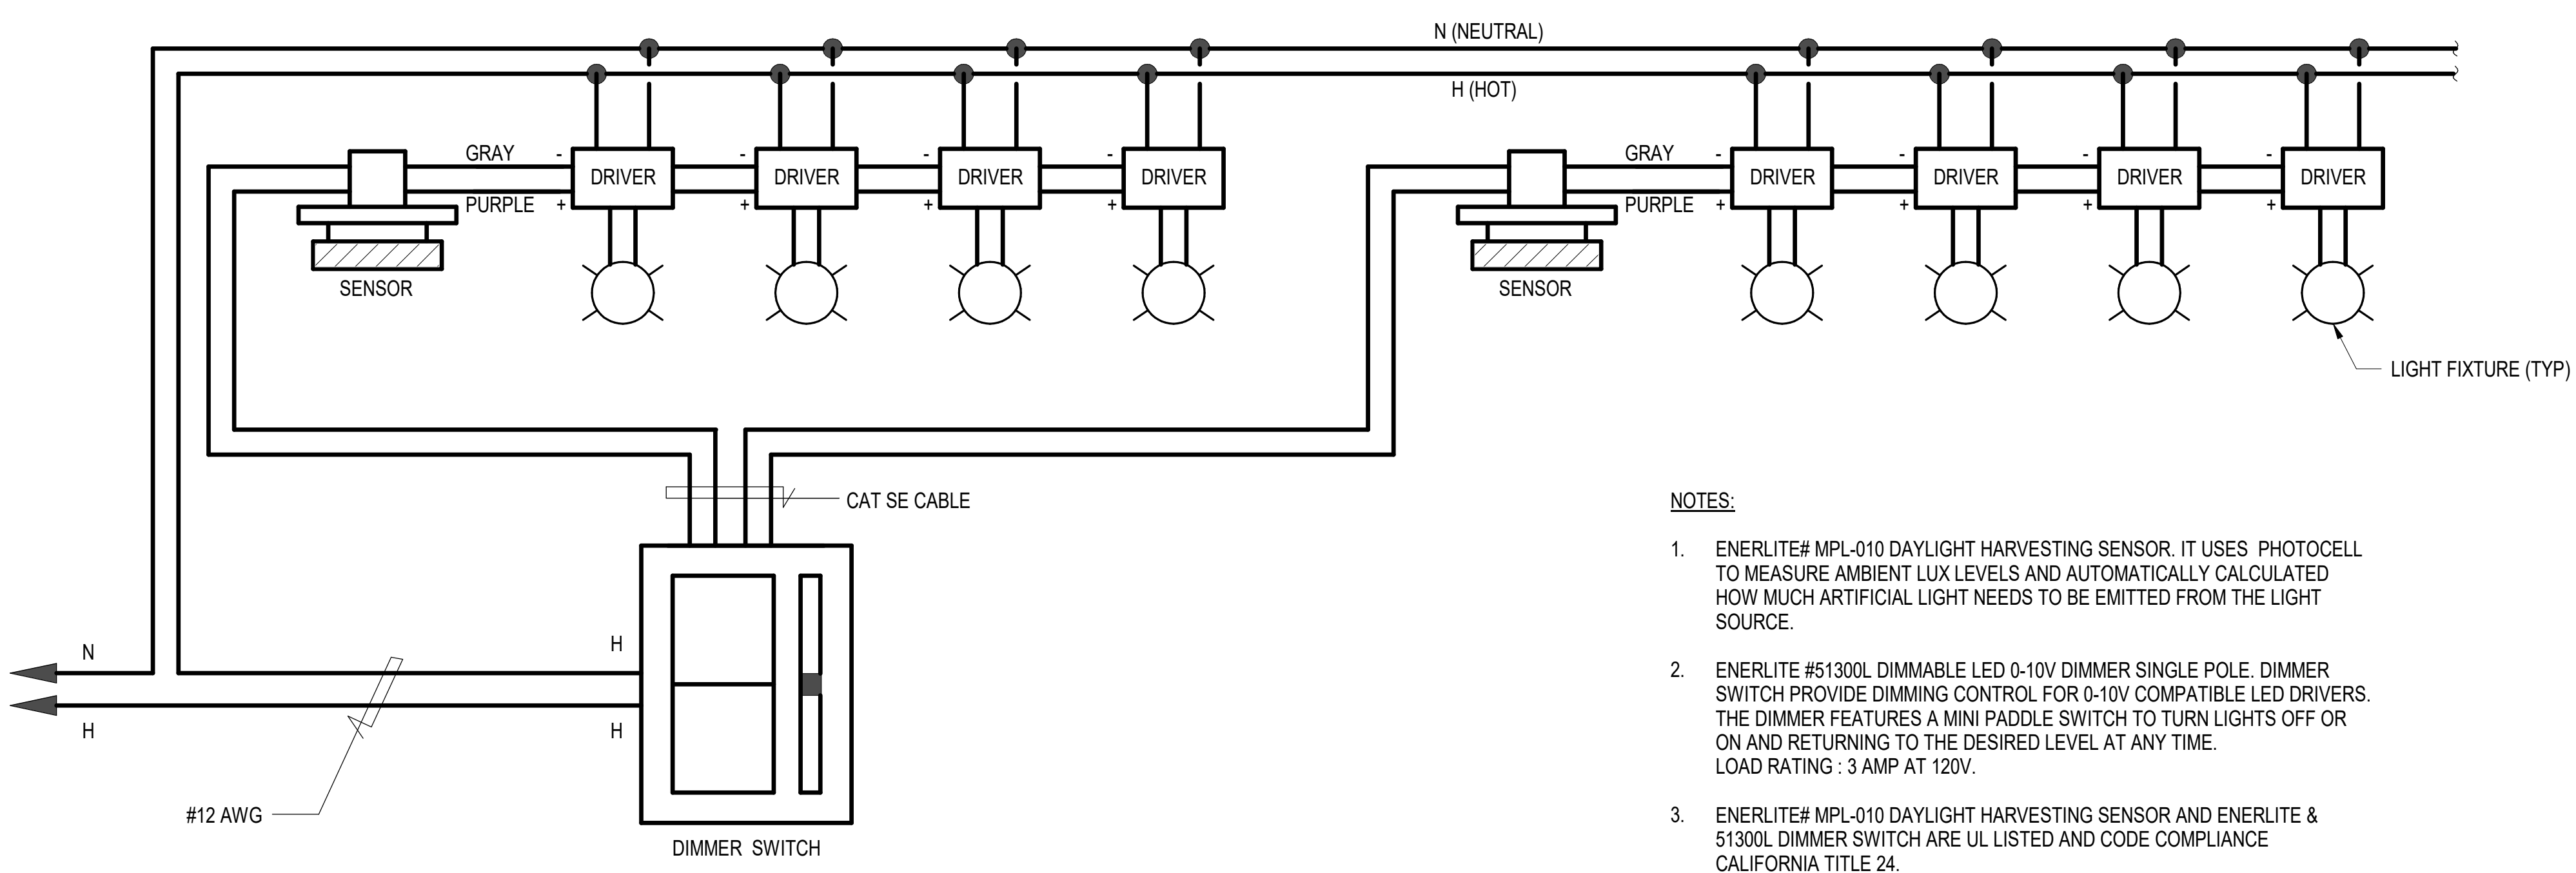 N (NEUTRAL)
H (HOT)
GRAY
-
DRIVER
-
DRIVER
-
DRIVER
-
DRIVER
PURPLE
+
+
+
+
SENSOR
GRAY
-
DRIVER
-
DRIVER
-
DRIVER
-
DRIVER
PURPLE
+
+
+
+
SENSOR
LIGHT FIXTURE (TYP)
CAT SE CABLE
N
H
H
H
#12 AWG
DIMMER SWITCH
NOTES:
1. ENERLITE# MPL-010 DAYLIGHT HARVESTING SENSOR. IT USES PHOTOCELL
TO MEASURE AMBIENT LUX LEVELS AND AUTOMATICALLY CALCULATED
HOW MUCH ARTIFICIAL LIGHT NEEDS TO BE EMITTED FROM THE LIGHT
SOURCE.
2. ENERLITE #51300L DIMMABLE LED 0-10V DIMMER SINGLE POLE. DIMMER
SWITCH PROVIDE DIMMING CONTROL FOR 0-10V COMPATIBLE LED DRIVERS.
THE DIMMER FEATURES A MINI PADDLE SWITCH TO TURN LIGHTS OFF OR
ON AND RETURNING TO THE DESIRED LEVEL AT ANY TIME.
LOAD RATING : 3 AMP AT 120V.
3. ENERLITE# MPL-010 DAYLIGHT HARVESTING SENSOR AND ENERLITE &
51300L DIMMER SWITCH ARE UL LISTED AND CODE COMPLIANCE
CALIFORNIA TITLE 24.